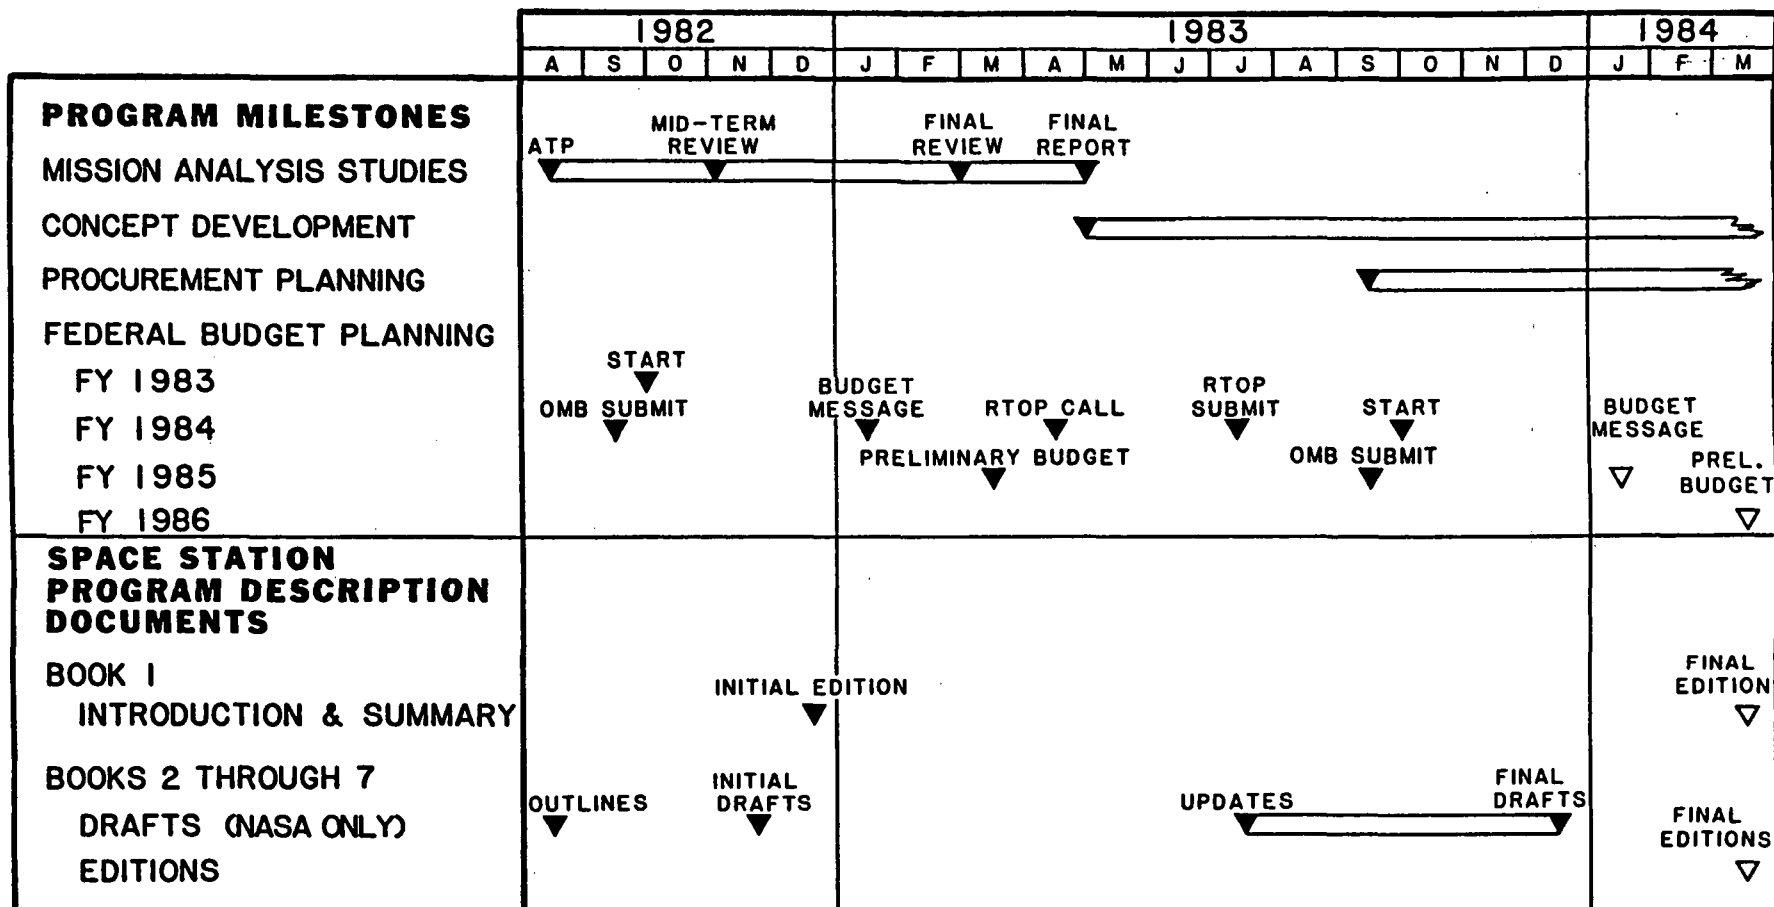 1982 1983 1984
A S O N D J F M A M J J A S O N D J F M
PROGRAM MILESTONES
MID-TERM FINAL FINAL
ATP REVIEW REVIEW REPORT
MISSION ANALYSIS STUDIES
CONCEPT DEVELOPMENT
PROCUREMENT PLANNING
FEDERAL BUDGET PLANNING
START
FY 1983
BUDGET RTOP
OMB SUBMIT MESSAGE RTOP CALL SUBMIT START BUDGET
FY 1984 MESSAGE
PRELIMINARY BUDGET OMB SUBMIT PREL.
FY 1985 BUDGET
FY 1986
SPACE STATION
PROGRAM DESCRIPTION
DOCUMENTS
BOOK 1 FINAL
INITIAL EDITION EDITION
INTRODUCTION & SUMMARY
BOOKS 2 THROUGH 7 INITIAL FINAL
OUTLINES DRAFTS UPDATES DRAFTS
DRAFTS (NASA ONLY) FINAL
EDITIONS
EDITIONS